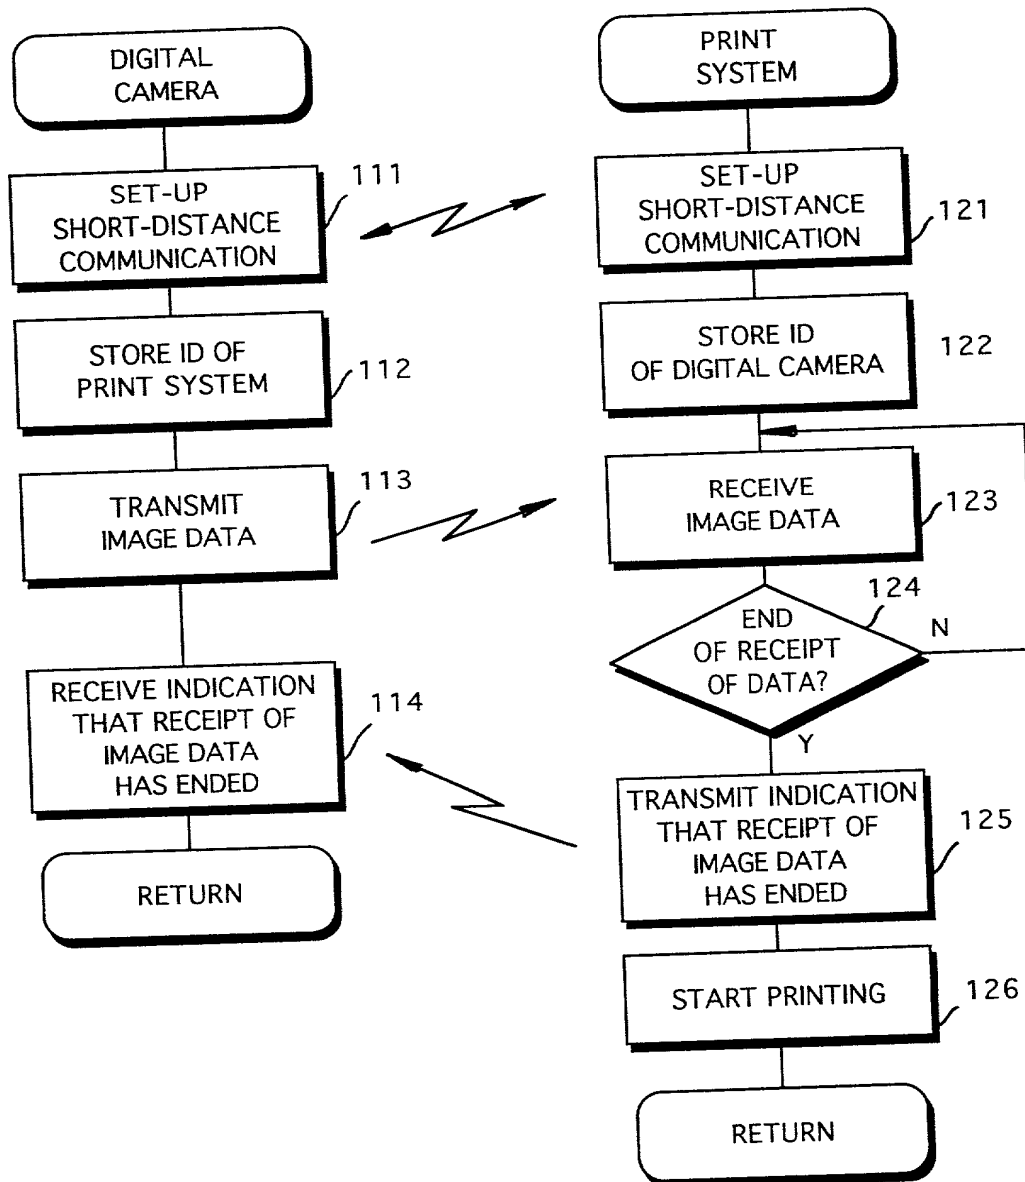 DIGITAL
CAMERA
SET-UP
SHORT-DISTANCE
COMMUNICATION
111
STORE ID OF
PRINT SYSTEM
112
TRANSMIT
IMAGE DATA
113
RECEIVE INDICATION
THAT RECEIPT OF
IMAGE DATA
HAS ENDED
114
RETURN
PRINT
SYSTEM
SET-UP
SHORT-DISTANCE
COMMUNICATION
121
STORE ID
OF DIGITAL CAMERA
122
RECEIVE
IMAGE DATA
123
END
OF RECEIPT
OF DATA?
124
N
Y
TRANSMIT INDICATION
THAT RECEIPT OF
IMAGE DATA
HAS ENDED
125
START PRINTING
126
RETURN